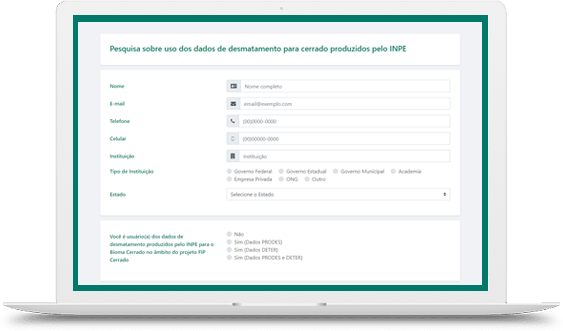 Pesquisa sobre uso dos dados de desmatamento para cerrado produzidos pelo INPE
Nome
Nome completo
E-mail
email@exemplo.com
Telefone
(00)0000-0000
Celular
(00)00000-0000
Instituição
Instituição
Tipo de Instituição
Governo Federal Governo Estadual Governo Municipal Academia
Empresa Privada ONG Outro
Estado
Selecione o Estado
Você é usuário(a) dos dados de
desmatamento produzidos pelo INPE para o
Bioma Cerrado no âmbito do projeto FIP
Cerrado
Não
Sim (Dados PRODES)
Sim (Dados DETER)
Sim (Dados PRODES e DETER)